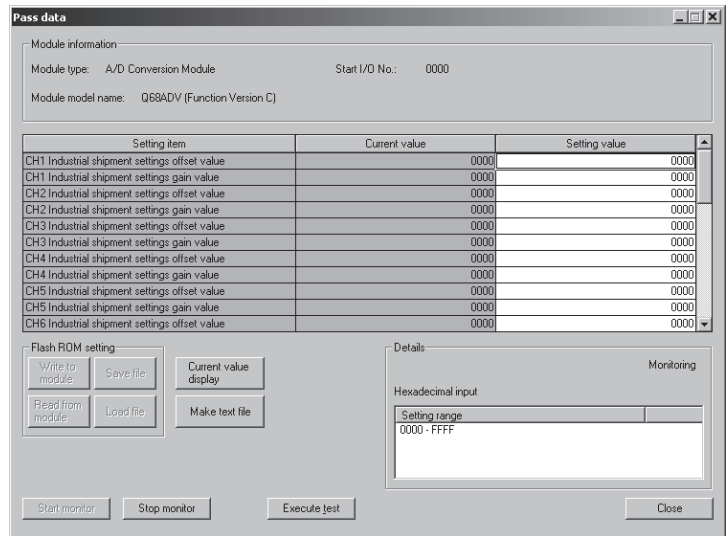 Pass data
Module information
Module type: A/D Conversion Module Start I/O No.: 0000
Module model name: Q68ADV (Function Version C)
Setting item Current value Setting value
CH1 Industrial shipment settings offset value 0000 0000
CH1 Industrial shipment settings gain value 0000 0000
CH2 Industrial shipment settings offset value 0000 0000
CH2 Industrial shipment settings gain value 0000 0000
CH3 Industrial shipment settings offset value 0000 0000
CH3 Industrial shipment settings gain value 0000 0000
CH4 Industrial shipment settings offset value 0000 0000
CH4 Industrial shipment settings gain value 0000 0000
CH5 Industrial shipment settings offset value 0000 0000
CH5 Industrial shipment settings gain value 0000 0000
CH6 Industrial shipment settings offset value 0000 0000
Flash ROM setting
Write to
module
Save file
Current value
display
Read from
module
Load file
Make text file
Details
Monitoring
Hexadecimal input
Setting range
0000 - FFFF
Start monitor
Stop monitor
Execute test
Close